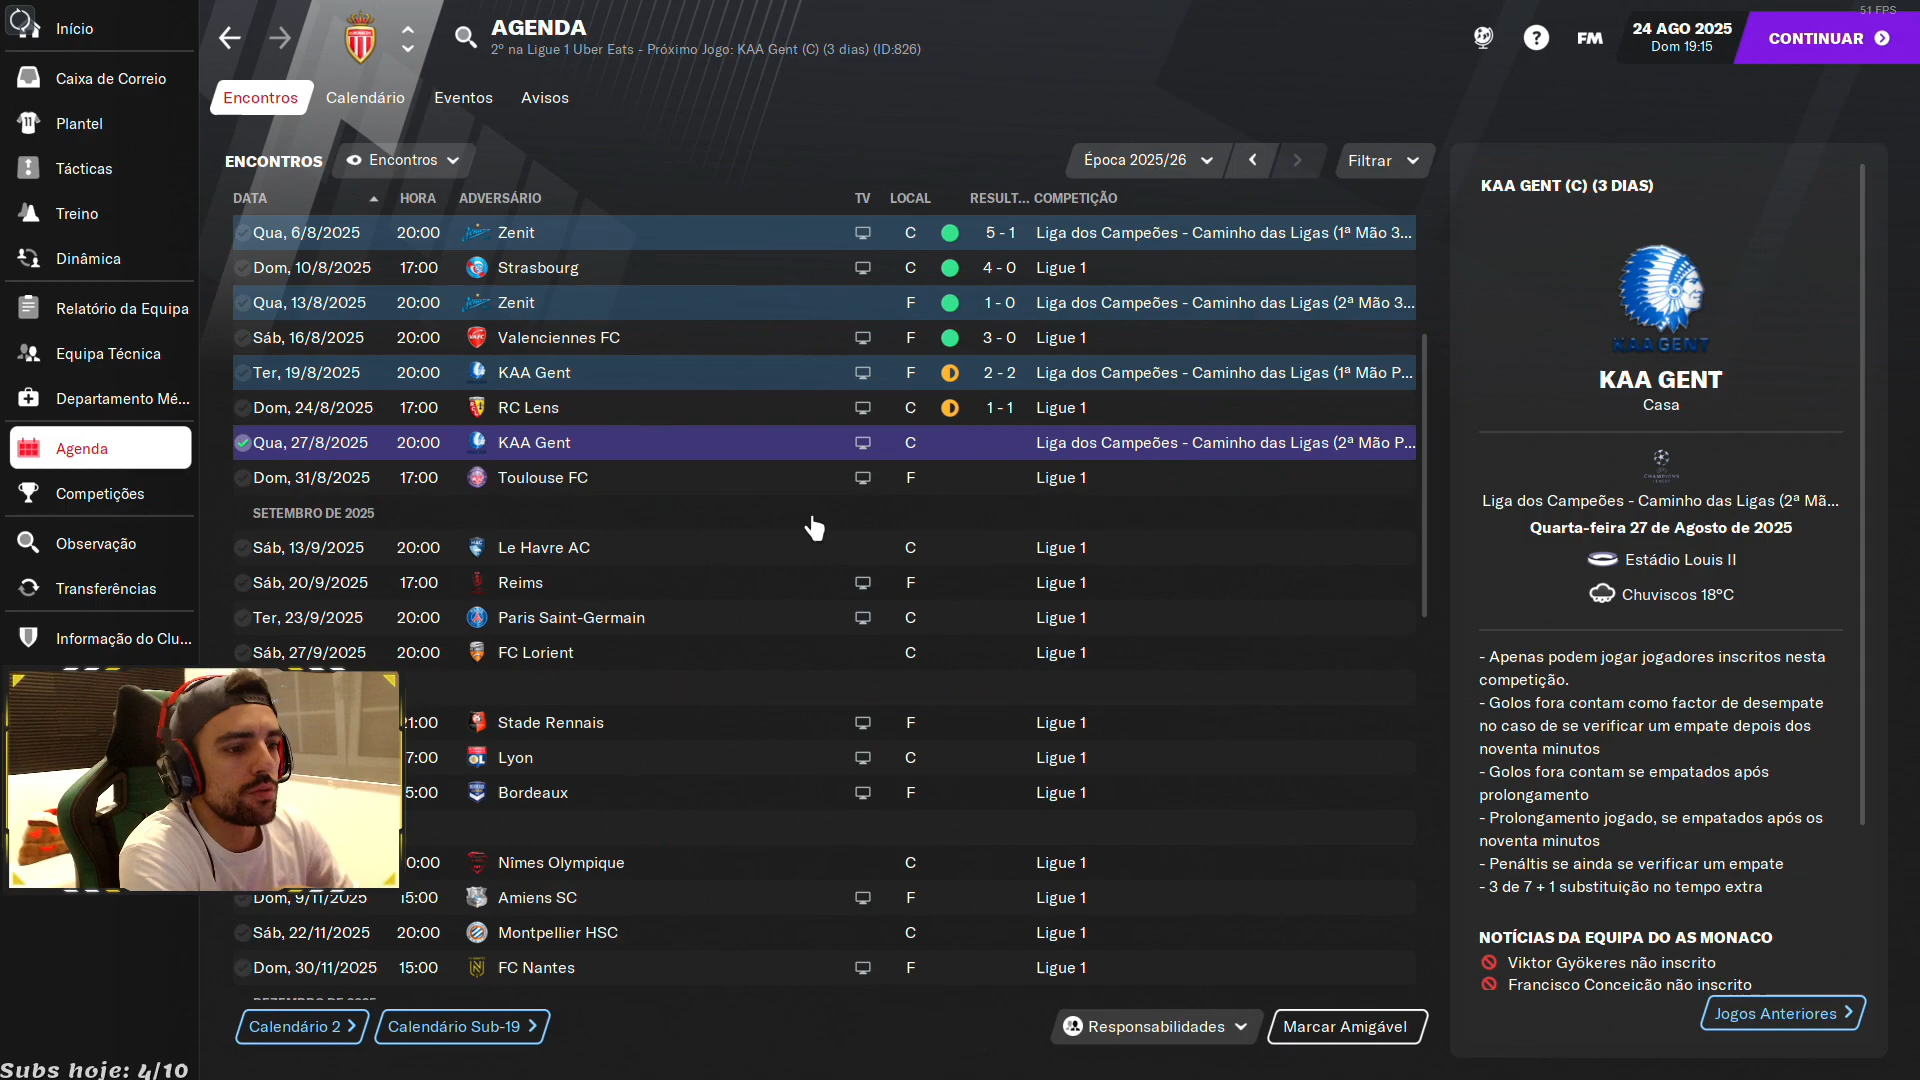 51 FPS
Início
Caixa de Correio
Plantel
Tácticas
Treino
Dinâmica
Relatório da Equipa
Equipa Técnica
Departamento Mé...
Agenda
Competições
Observação
Transferências
Informação do Clu...
AGENDA
2º na Ligue 1 Uber Eats - Próximo Jogo: KAA Gent (C) (3 dias) (ID:826)
FM
24 AGO 2025
Dom 19:15
CONTINUAR
Encontros Calendário Eventos Avisos
ENCONTROS Encontros Época 2025/26 Filtrar
DATA HORA ADVERSÁRIO TV LOCAL RESULT... COMPETIÇÃO
Qua, 6/8/2025 20:00 Zenit C 5 - 1 Liga dos Campeões - Caminho das Ligas (1ª Mão 3...
Dom, 10/8/2025 17:00 Strasbourg C 4 - 0 Ligue 1
Qua, 13/8/2025 20:00 Zenit F 1 - 0 Liga dos Campeões - Caminho das Ligas (2ª Mão 3...
Sáb, 16/8/2025 20:00 Valenciennes FC F 3 - 0 Ligue 1
Ter, 19/8/2025 20:00 KAA Gent F 2 - 2 Liga dos Campeões - Caminho das Ligas (1ª Mão P...
Dom, 24/8/2025 17:00 RC Lens C 1 - 1 Ligue 1
Qua, 27/8/2025 20:00 KAA Gent C Liga dos Campeões - Caminho das Ligas (2ª Mão P...
Dom, 31/8/2025 17:00 Toulouse FC F Ligue 1
SETEMBRO DE 2025
Sáb, 13/9/2025 20:00 Le Havre AC C Ligue 1
Sáb, 20/9/2025 17:00 Reims F Ligue 1
Ter, 23/9/2025 20:00 Paris Saint-Germain C Ligue 1
Sáb, 27/9/2025 20:00 FC Lorient C Ligue 1
Stade Rennais F Ligue 1
Lyon C Ligue 1
Bordeaux F Ligue 1
Nîmes Olympique C Ligue 1
Dom, 9/11/2025 15:00 Amiens SC F Ligue 1
Sáb, 22/11/2025 20:00 Montpellier HSC C Ligue 1
Dom, 30/11/2025 15:00 FC Nantes F Ligue 1
Calendário 2 Calendário Sub-19 Responsabilidades Marcar Amigável
KAA GENT (C) (3 DIAS)
KAA GENT
KAA GENT
Casa
Liga dos Campeões - Caminho das Ligas (2ª Mã...
Quarta-feira 27 de Agosto de 2025
Estádio Louis II
Chuviscos 18ºC
- Apenas podem jogar jogadores inscritos nesta
competição.
- Golos fora contam como factor de desempate
no caso de se verificar um empate depois dos
noventa minutos
- Golos fora contam se empatados após
prolongamento
- Prolongamento jogado, se empatados após os
noventa minutos
- Penáltis se ainda se verificar um empate
- 3 de 7 + 1 substituição no tempo extra
NOTÍCIAS DA EQUIPA DO AS MONACO
Viktor Gyökeres não inscrito
Francisco Conceicão não inscrito
Jogos Anteriores
Subs hoje: 4/10